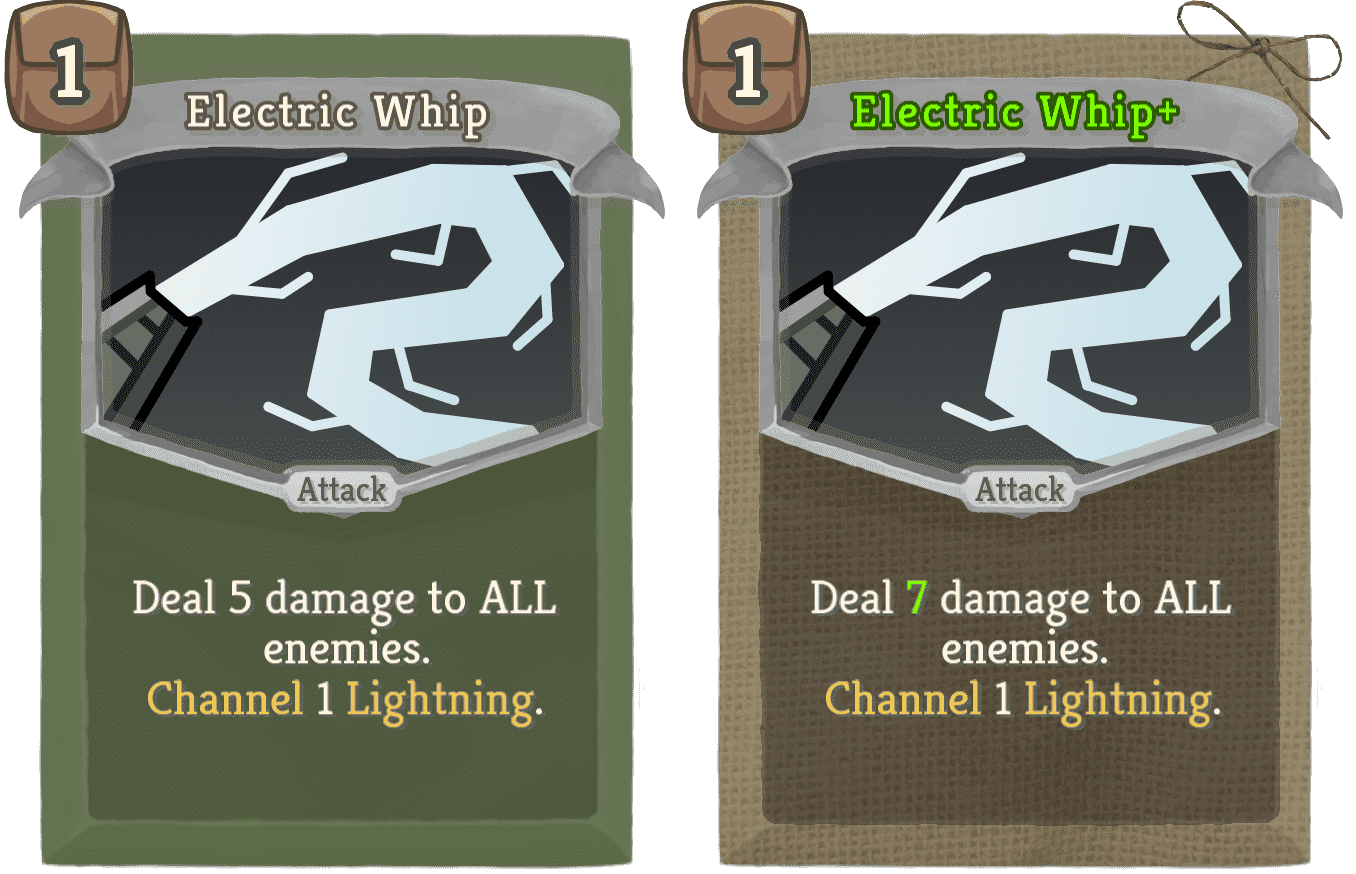 1
Electric Whip
Attack
Deal 5 damage to ALL
enemies.
Channel 1 Lightning.
1
Electric Whip+
Attack
Deal 7 damage to ALL
enemies.
Channel 1 Lightning.